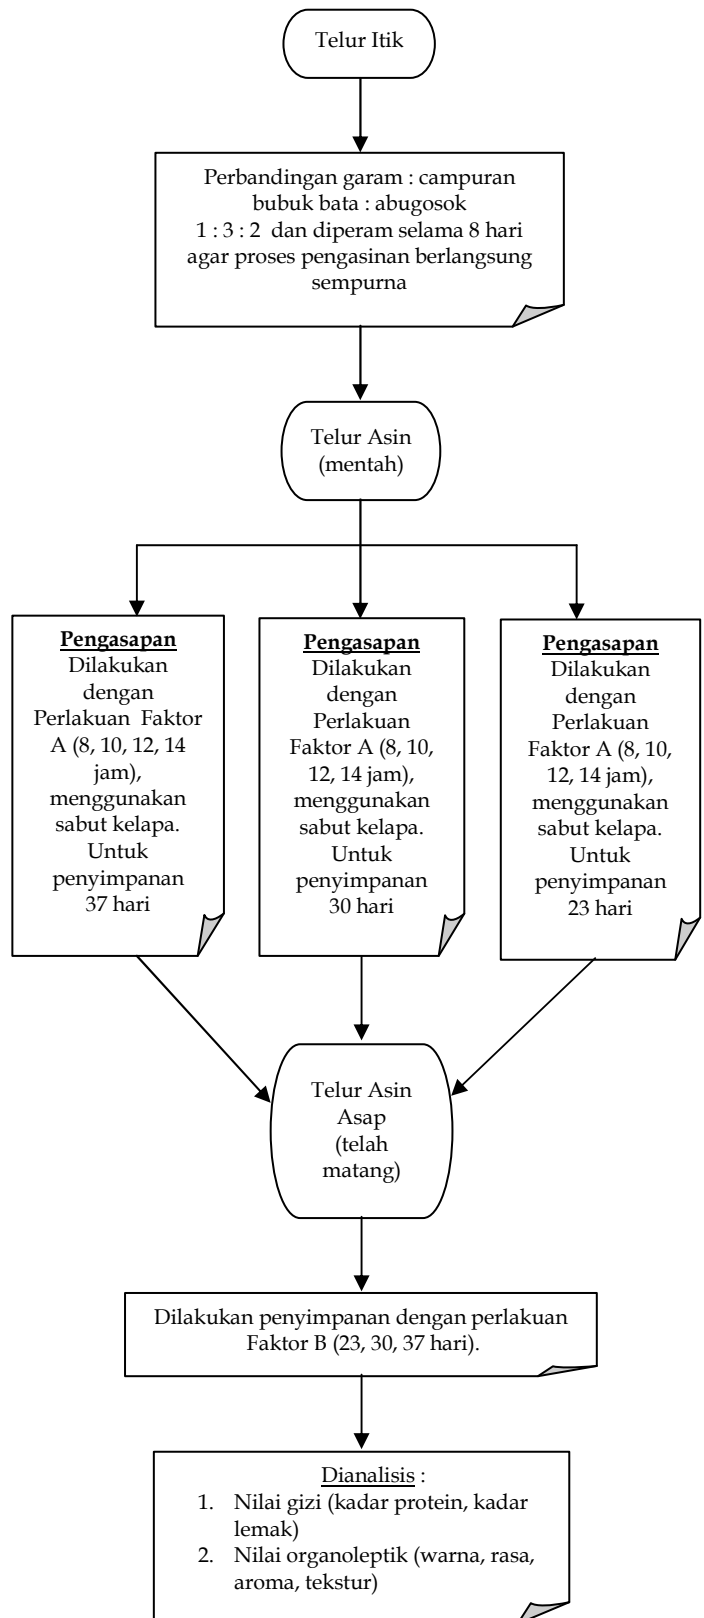 Telur Itik
Perbandingan garam : campuran
bubuk bata : abugosok
1 : 3 : 2 dan diperam selama 8 hari
agar proses pengasinan berlangsung
sempurna
Telur Asin
(mentah)
Pengasapan
Dilakukan
dengan
Perlakuan Faktor
A (8, 10, 12, 14
jam),
menggunakan
sabut kelapa.
Untuk
penyimpanan
37 hari
Pengasapan
Dilakukan
dengan
Perlakuan
Faktor A (8, 10,
12, 14 jam),
menggunakan
sabut kelapa.
Untuk
penyimpanan
30 hari
Pengasapan
Dilakukan
dengan
Perlakuan
Faktor A (8, 10,
12, 14 jam),
menggunakan
sabut kelapa.
Untuk
penyimpanan
23 hari
Telur Asin
Asap
(telah
matang)
Dilakukan penyimpanan dengan perlakuan
Faktor B (23, 30, 37 hari).
Dianalisis :
1. Nilai gizi (kadar protein, kadar
lemak)
2. Nilai organoleptik (warna, rasa,
aroma, tekstur)